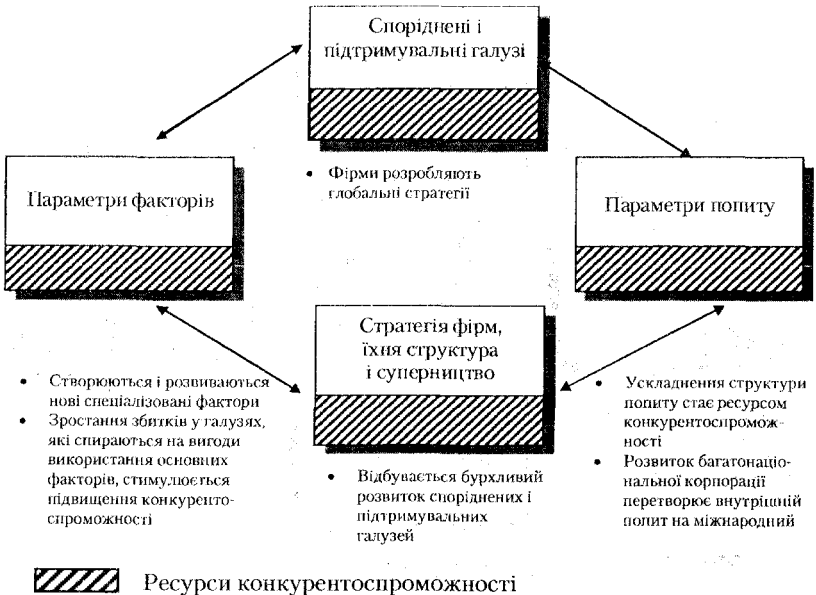 Споріднені і
підтримувальні галузі
• Фірми розробляють
глобальні стратегії
Параметри факторів
Параметри попиту
Стратегія фірм,
їхня структура
і суперництво
• Створюються і розвиваються
нові спеціалізовані фактори
• Зростання збитків у галузях,
які спираються на вигоди
використання основних
факторів, стимулюється
підвищення конкуренто-
спроможності
• Відбувається бурхливий
розвиток споріднених і
підтримувальних
галузей
• Ускладнення структури
попиту стає ресурсом
конкурентоспромож-
ності
• Розвиток багатонаціо-
нальної корпорації
перетворює внутрішній
попит на міжнародний
Ресурси конкурентоспроможності